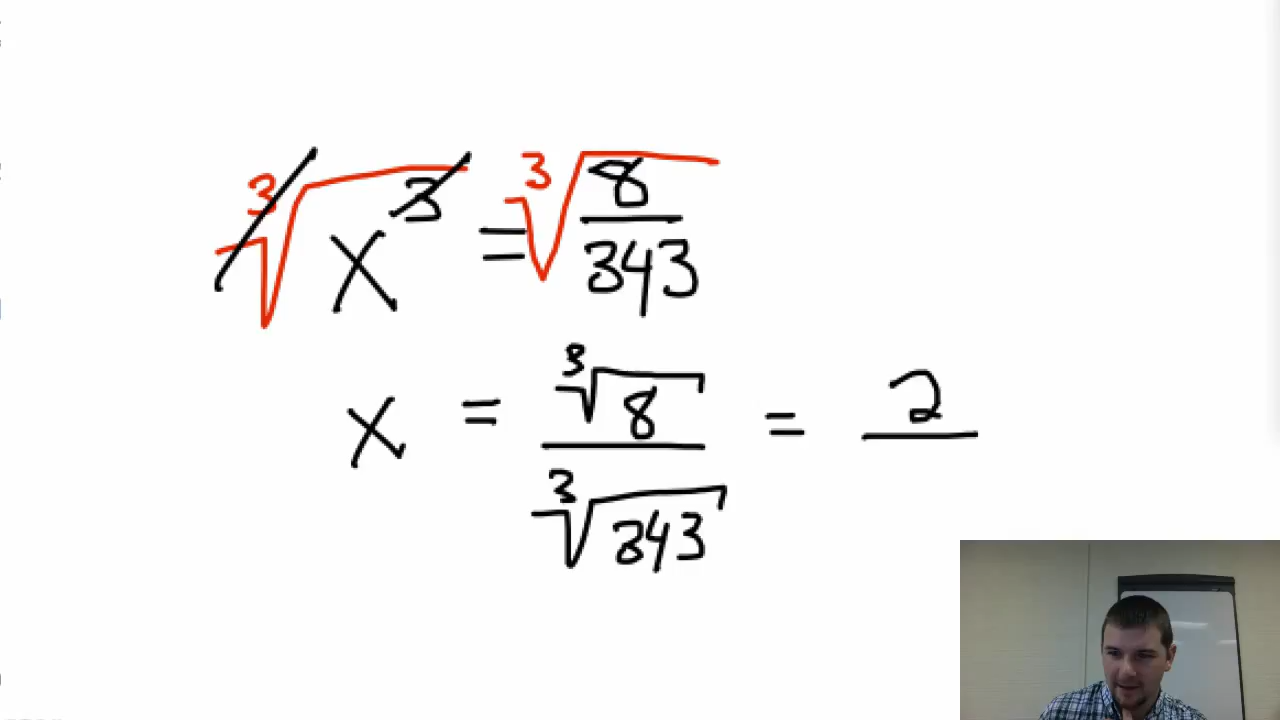 ∛x³ = ∛(8/343)
x = ∛8/∛343 = 2/